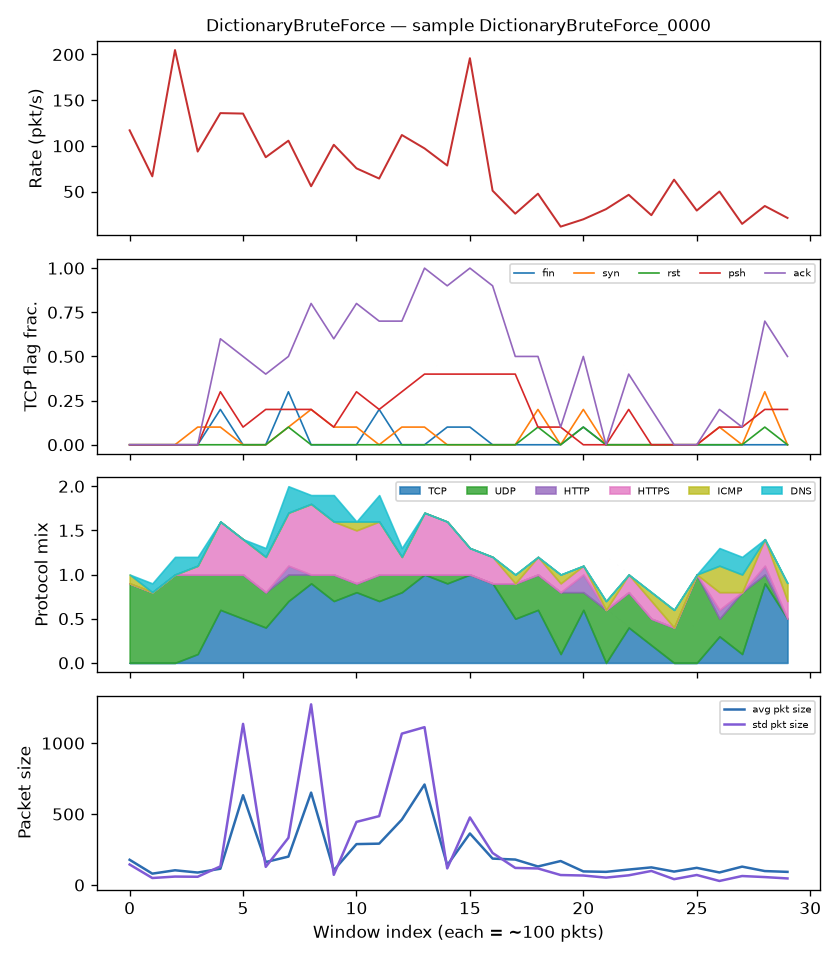 DictionaryBruteForce — sample DictionaryBruteForce_0000
200
150
100
50
Rate (pkt/s)
1.00
0.75
0.50
0.25
0.00
TCP flag frac.
fin syn rst psh ack
2.0
1.5
1.0
0.5
0.0
Protocol mix
TCP UDP HTTP HTTPS ICMP DNS
1000
500
0
Packet size
avg pkt size
std pkt size
0 5 10 15 20 25 30
Window index (each = ~100 pkts)